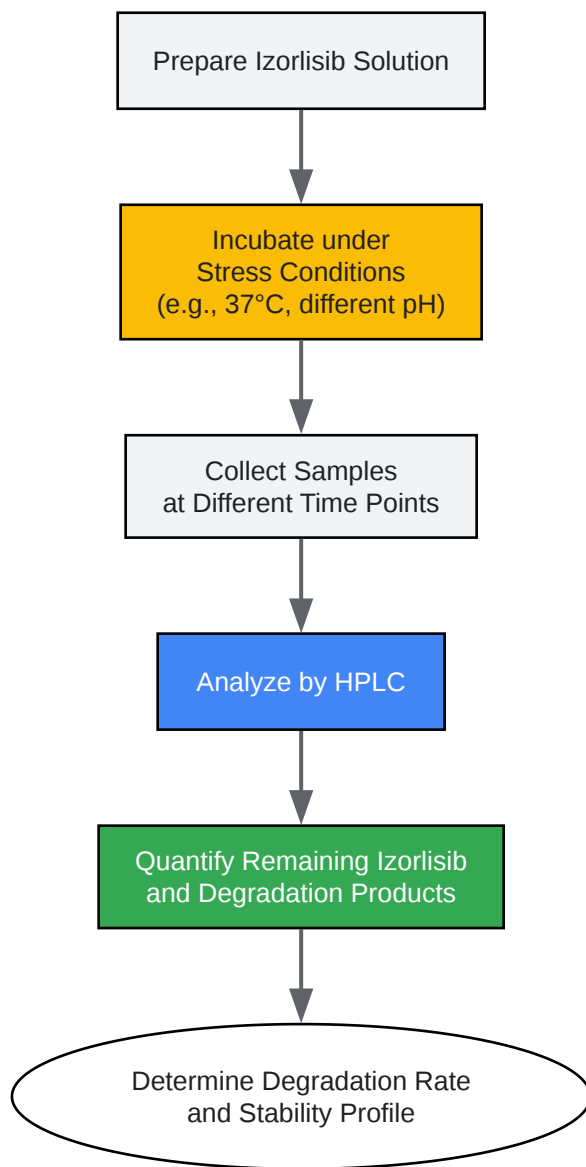 Prepare Izorlisib Solution
Incubate under
Stress Conditions
(e.g., 37°C, different pH)
Collect Samples
at Different Time Points
Analyze by HPLC
Quantify Remaining Izorlisib
and Degradation Products
Determine Degradation Rate
and Stability Profile